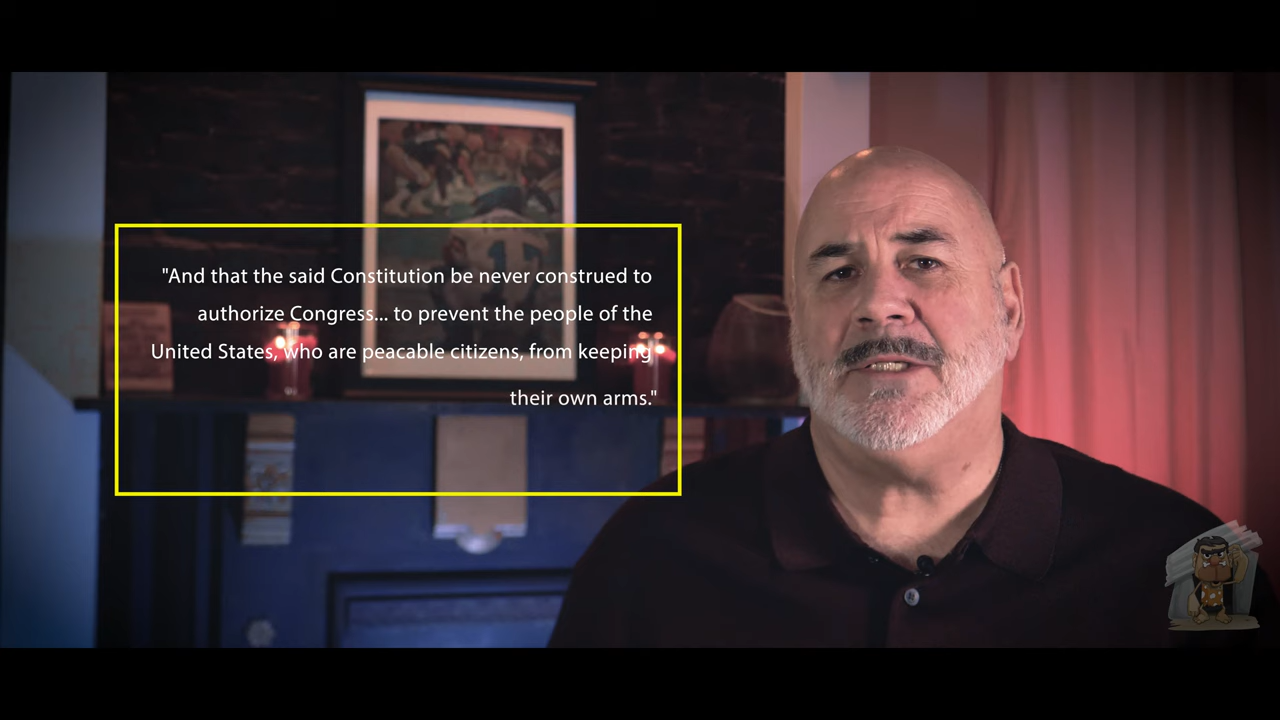 "And that the said Constitution be never construed to
authorize Congress... to prevent the people of the
United States, who are peacable citizens, from keeping
their own arms."